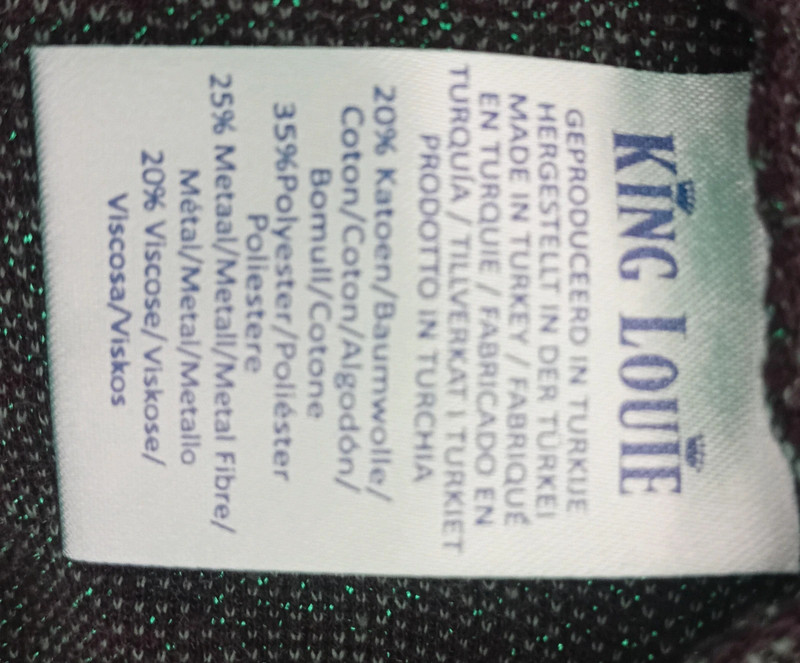 KING LOUIE
GEPRODUCEERD IN TURKIJE
HERGESTELLT IN DER TÜRKEI
MADE IN TURKEY / FABRIQUÉ
EN TURQUIE / FABRICADO EN
TURQUÍA / TILLVERKAT I TURKIET
PRODOTTO IN TURCHIA
20% Katoen/Baumwolle/
Coton/Coton/Algodón/
Bomull/Cotone
35%Polyester/Poliéster
Poliestere
25% Metaal/Metall/Metal Fibre/
Métal/Metal/Metallo
20% Viscose/Viskose/
Viscosa/Viskos